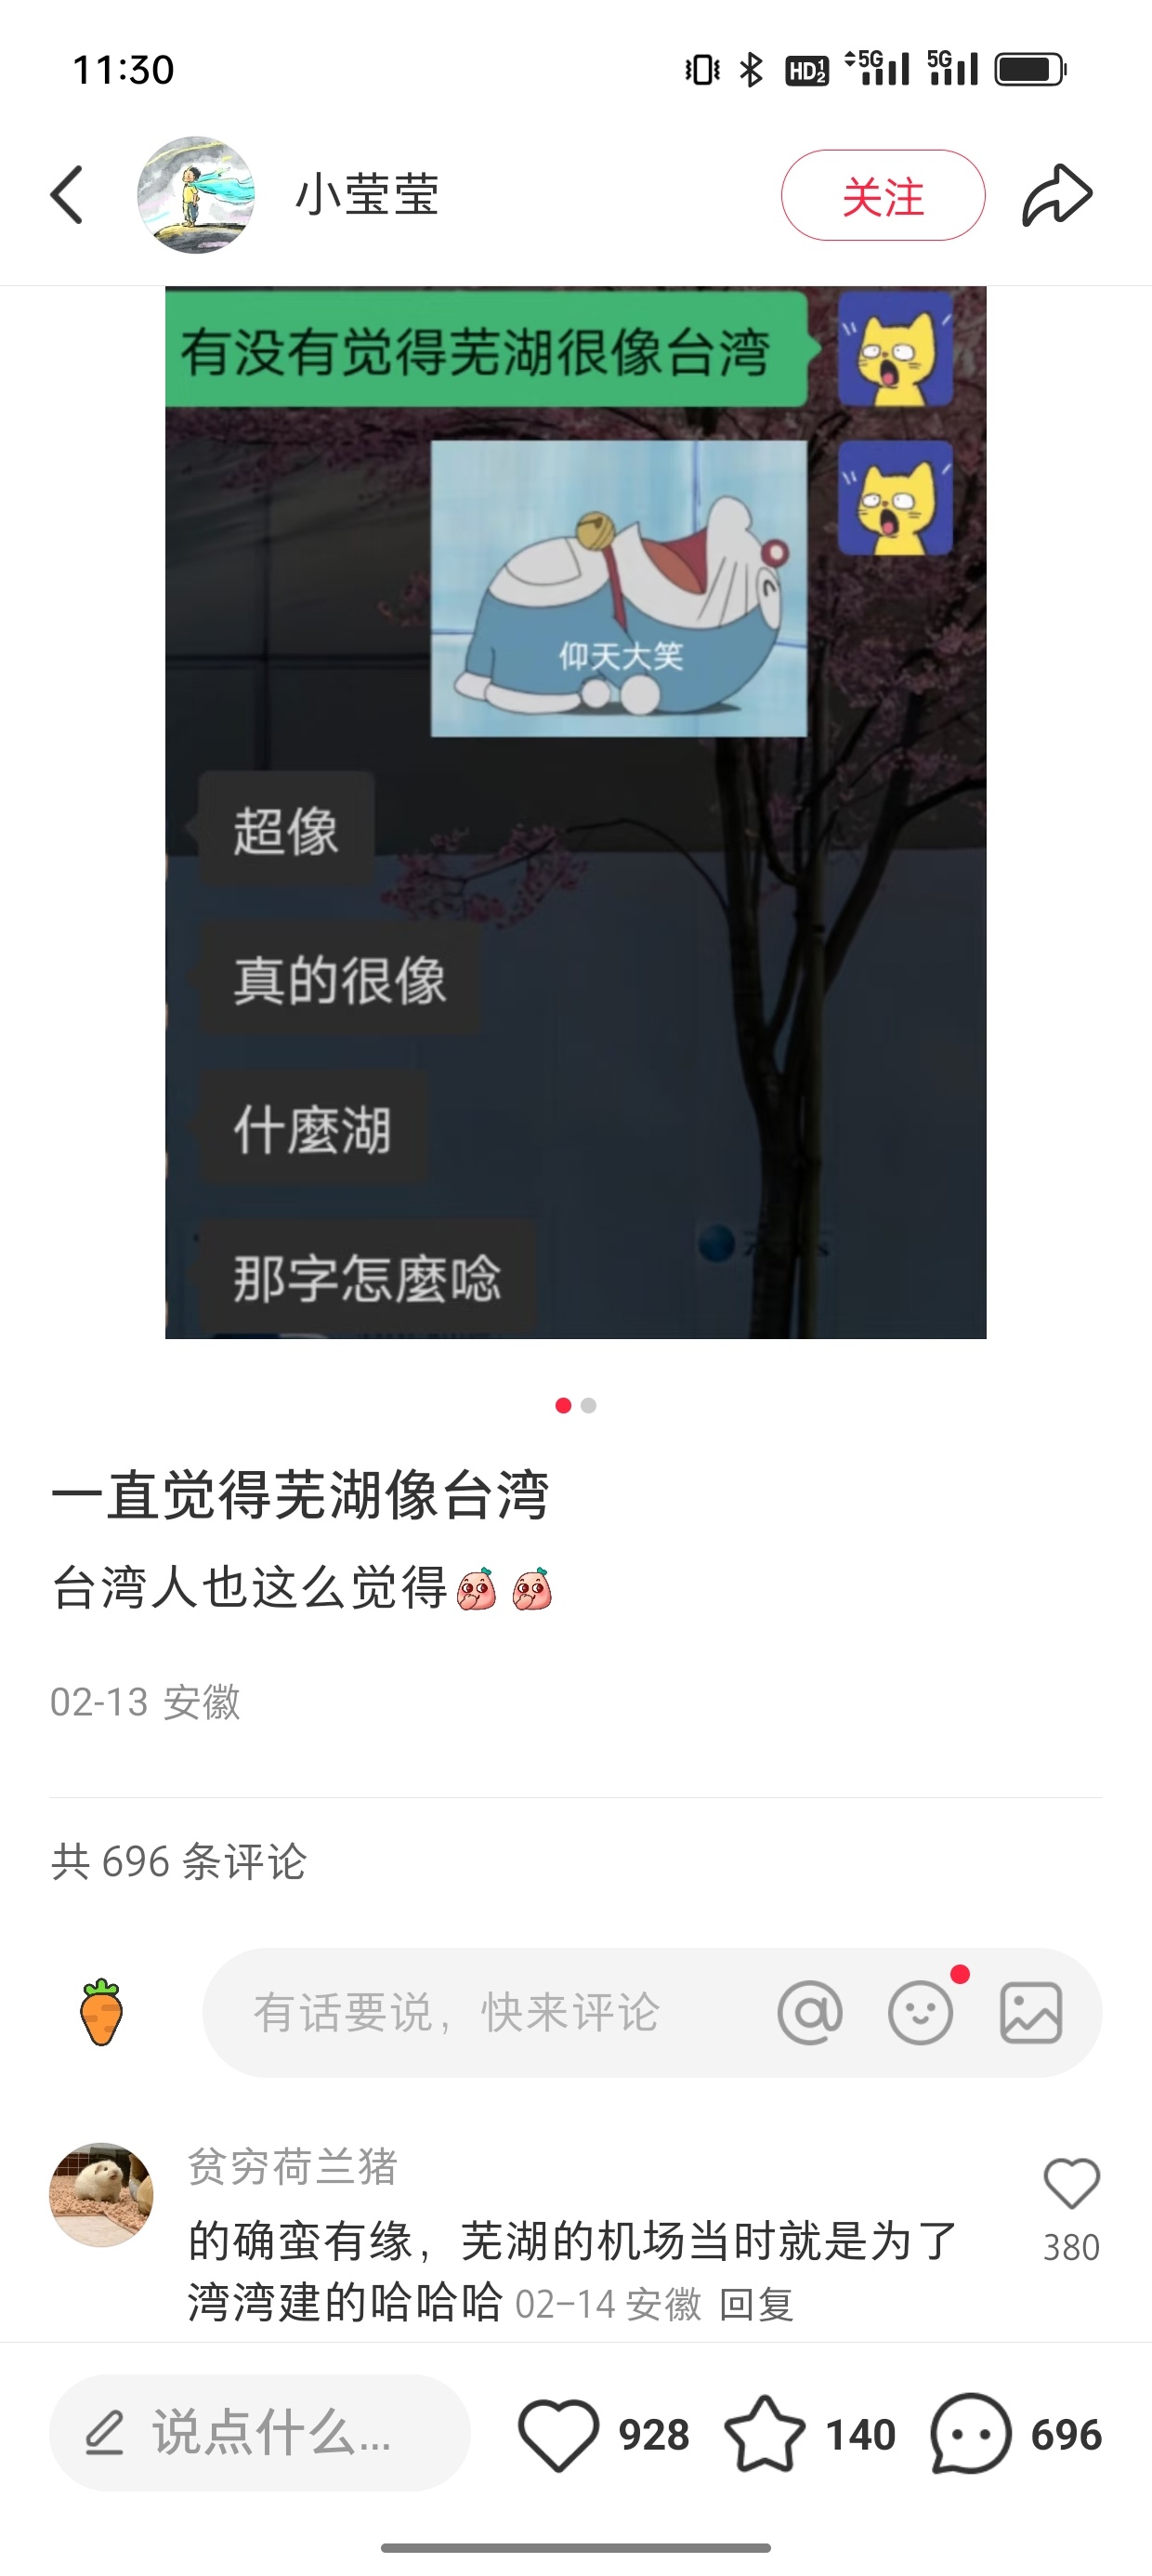 11:30
HD 1 2 5G 5G
小莹莹
关注
有没有觉得芜湖很像台湾
仰天大笑
超像
真的很像
什麼湖
那字怎麼唸
一直觉得芜湖像台湾
台湾人也这么觉得
02-13 安徽
共 696 条评论
有话要说，快来评论
贫穷荷兰猪
的确蛮有缘，芜湖的机场当时就是为了
湾湾建的哈哈哈 02-14 安徽 回复
380
说点什么...
928
140
696